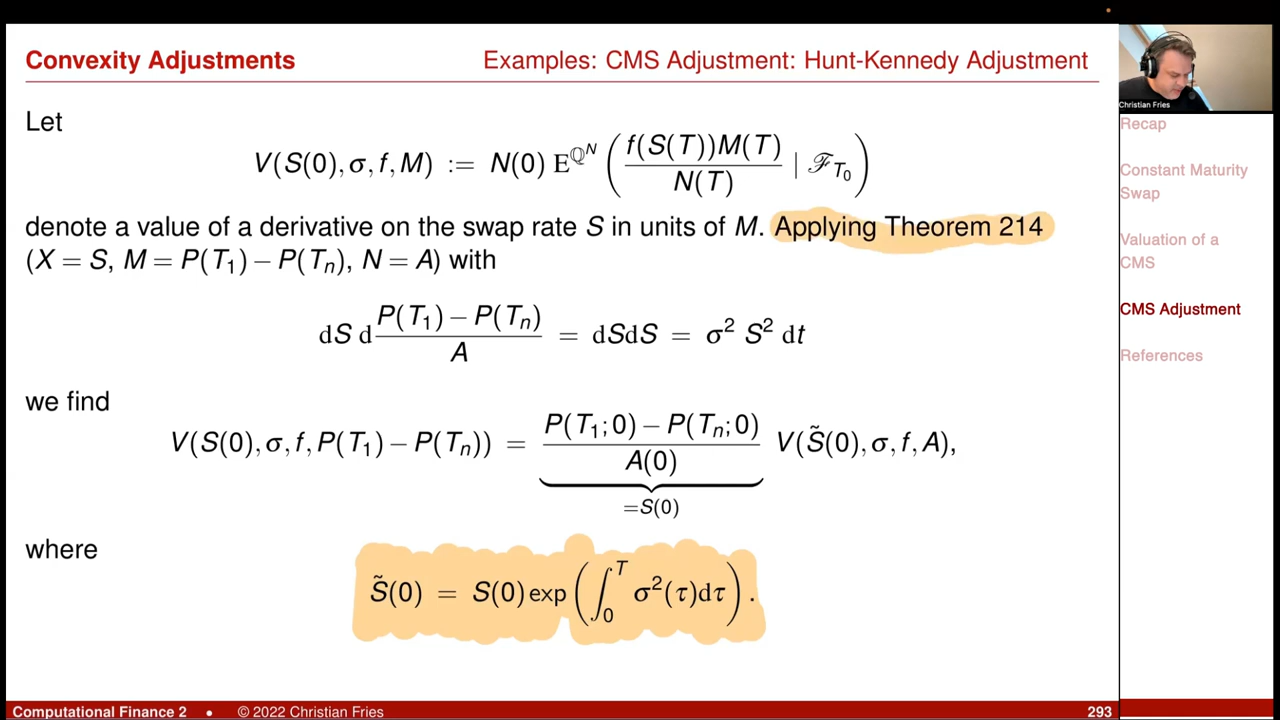 Convexity Adjustments
Examples: CMS Adjustment: Hunt-Kennedy Adjustment
Let
V(S(0), σ, f, M) := N(0) E^{ℚ^N} ( f(S(T))M(T) / N(T) | ℱ_{T_0} )
denote a value of a derivative on the swap rate S in units of M. Applying Theorem 214
(X = S, M = P(T_1) − P(T_n), N = A) with
dS d (P(T_1) − P(T_n)) / A = dSdS = σ² S² dt
we find
V(S(0), σ, f, P(T_1) − P(T_n)) = (P(T_1; 0) − P(T_n; 0)) / A(0) V(S̃(0), σ, f, A),
=S(0)
where
S̃(0) = S(0) exp ( ∫_0^T σ²(τ)dτ ) .
Computational Finance 2 • © 2022 Christian Fries
293
Christian Fries
Recap
Constant Maturity
Swap
Valuation of a
CMS
CMS Adjustment
References